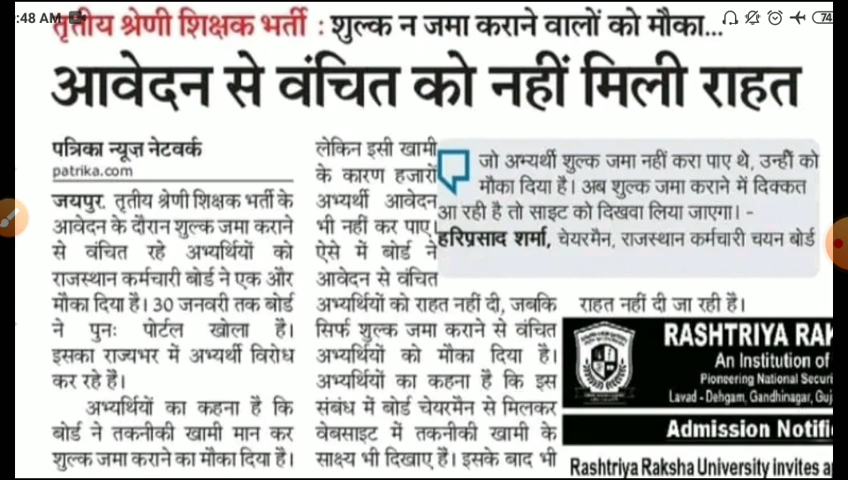 :48 AM
74
तृतीय श्रेणी शिक्षक भर्ती : शुल्क न जमा कराने वालों को मौका...
आवेदन से वंचित को नहीं मिली राहत
पत्रिका न्यूज़ नेटवर्क
patrika.com
जयपुर. तृतीय श्रेणी शिक्षक भर्ती के
आवेदन के दौरान शुल्क जमा कराने
से वंचित रहे अभ्यर्थियों को
राजस्थान कर्मचारी बोर्ड ने एक और
मौका दिया है। 30 जनवरी तक बोर्ड
ने पुनः पोर्टल खोला है।
इसका राज्यभर में अभ्यर्थी विरोध
कर रहे है।
अभ्यर्थियों का कहना है कि
बोर्ड ने तकनीकी खामी मान कर
शुल्क जमा कराने का मौका दिया है।
लेकिन इसी खामी
के कारण हजारों
अभ्यर्थी आवेदन
भी नहीं कर पाए।
ऐसे में बोर्ड ने
आवेदन से वंचित
अभ्यर्थियों को राहत नहीं दी, जबकि
सिर्फ शुल्क जमा कराने से वंचित
अभ्यर्थियों को मौका दिया है।
अभ्यर्थियों का कहना है कि इस
संबंध में बोर्ड चेयरमैन से मिलकर
वेबसाइट में तकनीकी खामी के
साक्ष्य भी दिखाए है। इसके बाद भी
जो अभ्यर्थी शुल्क जमा नहीं करा पाए थे, उन्हीं को
मौका दिया है। अब शुल्क जमा कराने में दिक्कत
आ रही है तो साइट को दिखवा लिया जाएगा। -
हरिप्रसाद शर्मा, चेयरमैन, राजस्थान कर्मचारी चयन बोर्ड
राहत नहीं दी जा रही है।
RASHTRIYA RAK
An Institution of
Pioneering National Securi
Lavad - Dehgam, Gandhinagar, Guj
Admission Notifi
Rashtriya Raksha University invites a